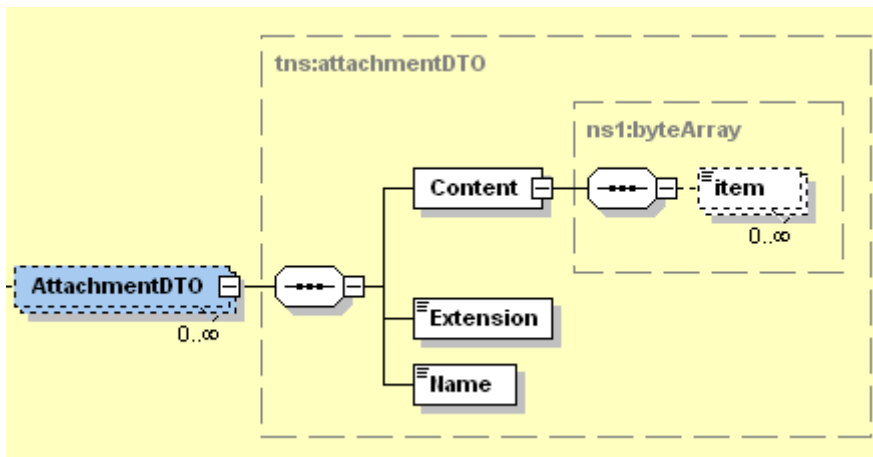 tns:attachmentDTO
ns1:byteArray
Content
item
0..∞
AttachmentDTO
0..∞
Extension
Name